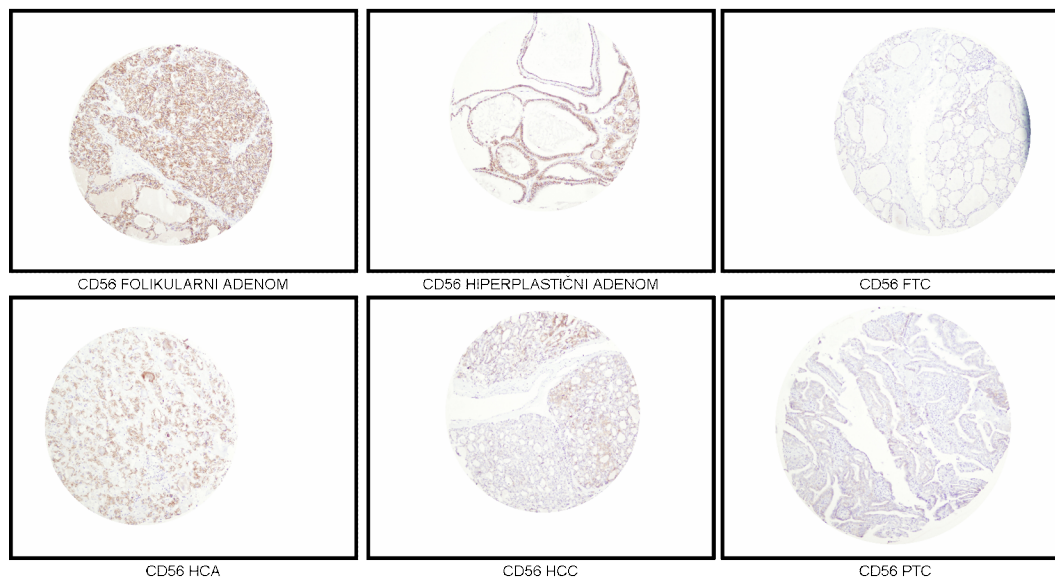 CD56 FOLIKULARNI ADENOM
CD56 HIPERPLASTIČNI ADENOM
CD56 FTC
CD56 HCA
CD56 HCC
CD56 PTC